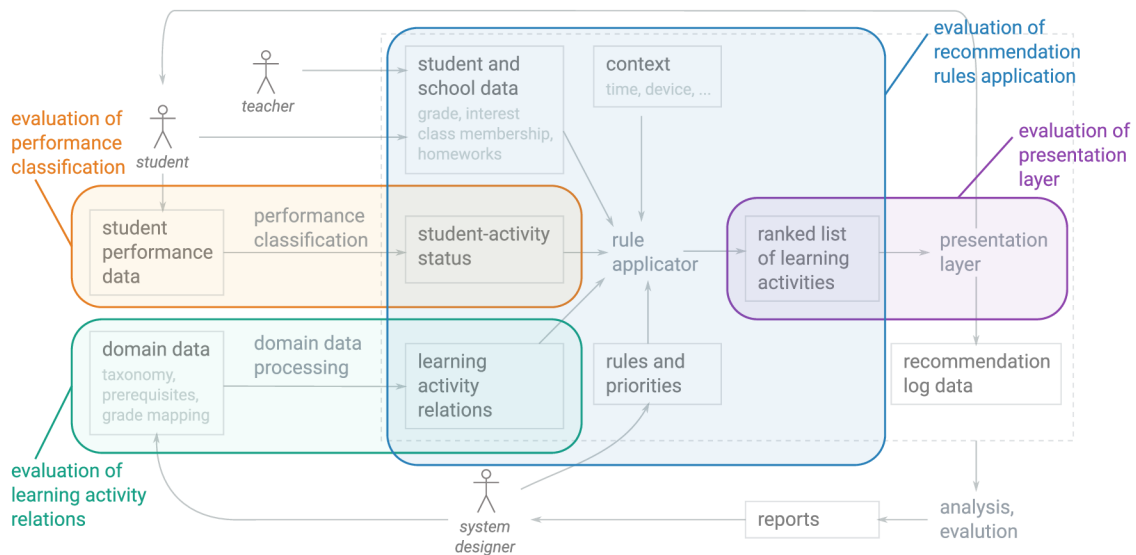 evaluation of
recommendation
rules application
student and
school data
grade, interest
class membership,
homeworks
context
time, device, ...
teacher
evaluation of
performance
classification
student
evaluation of
presentation
layer
student
performance
data
performance
classification
student-activity
status
rule
applicator
ranked list
of learning
activities
presentation
layer
domain data
taxonomy,
prerequisites,
grade mapping
domain data
processing
learning
activity
relations
rules and
priorities
recommendation
log data
evaluation of
learning activity
relations
system
designer
reports
analysis,
evalution